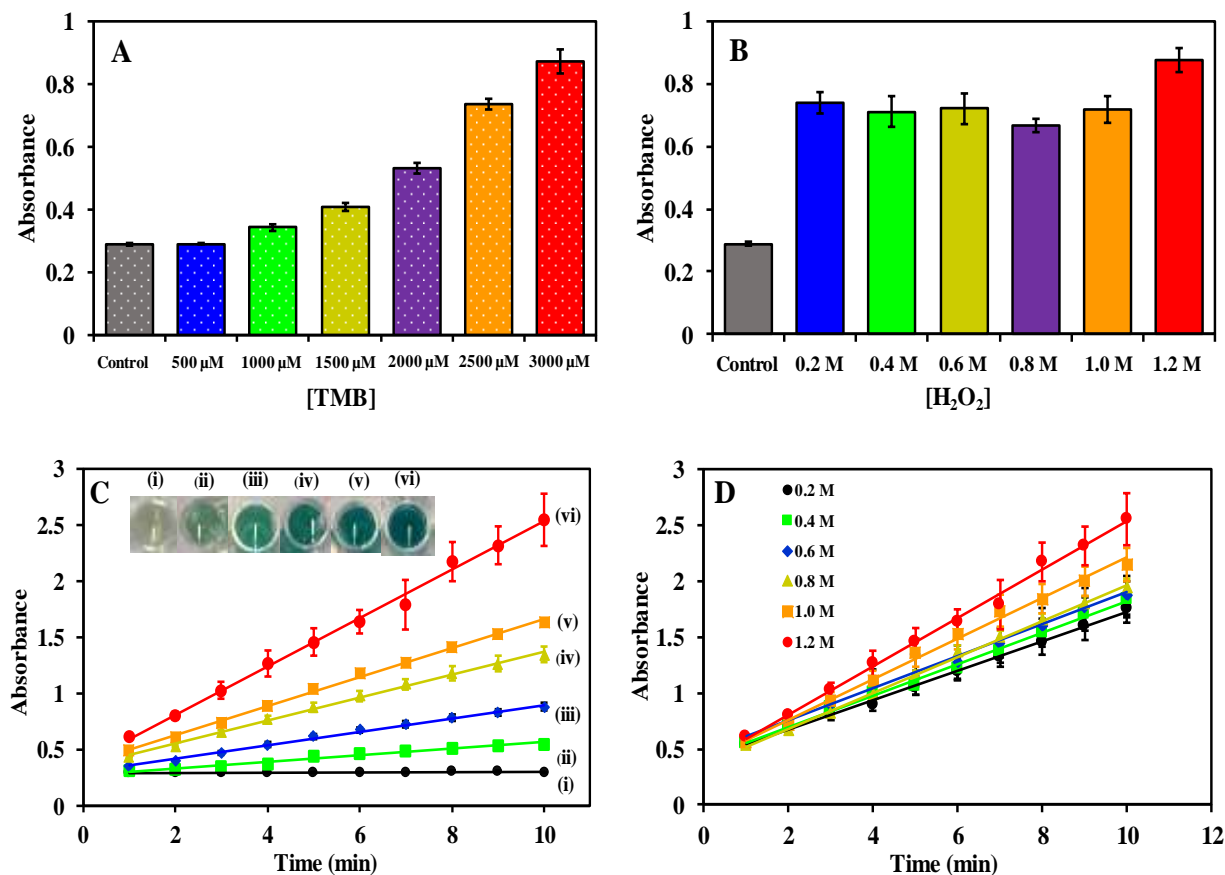 A
1
0.8
0.6
0.4
0.2
0
Absorbance
Control 500 µM 1000 µM 1500 µM 2000 µM 2500 µM 3000 µM
[TMB]
B
1
0.8
0.6
0.4
0.2
0
Absorbance
Control 0.2 M 0.4 M 0.6 M 0.8 M 1.0 M 1.2 M
[H₂O₂]
C
(i) (ii) (iii) (iv) (v) (vi)
3
2.5
2
1.5
1
0.5
0
Absorbance
(vi)
(v)
(iv)
(iii)
(ii)
(i)
0 2 4 6 8 10
Time (min)
D
0.2 M
0.4 M
0.6 M
0.8 M
1.0 M
1.2 M
3
2.5
2
1.5
1
0.5
0
Absorbance
0 2 4 6 8 10 12
Time (min)